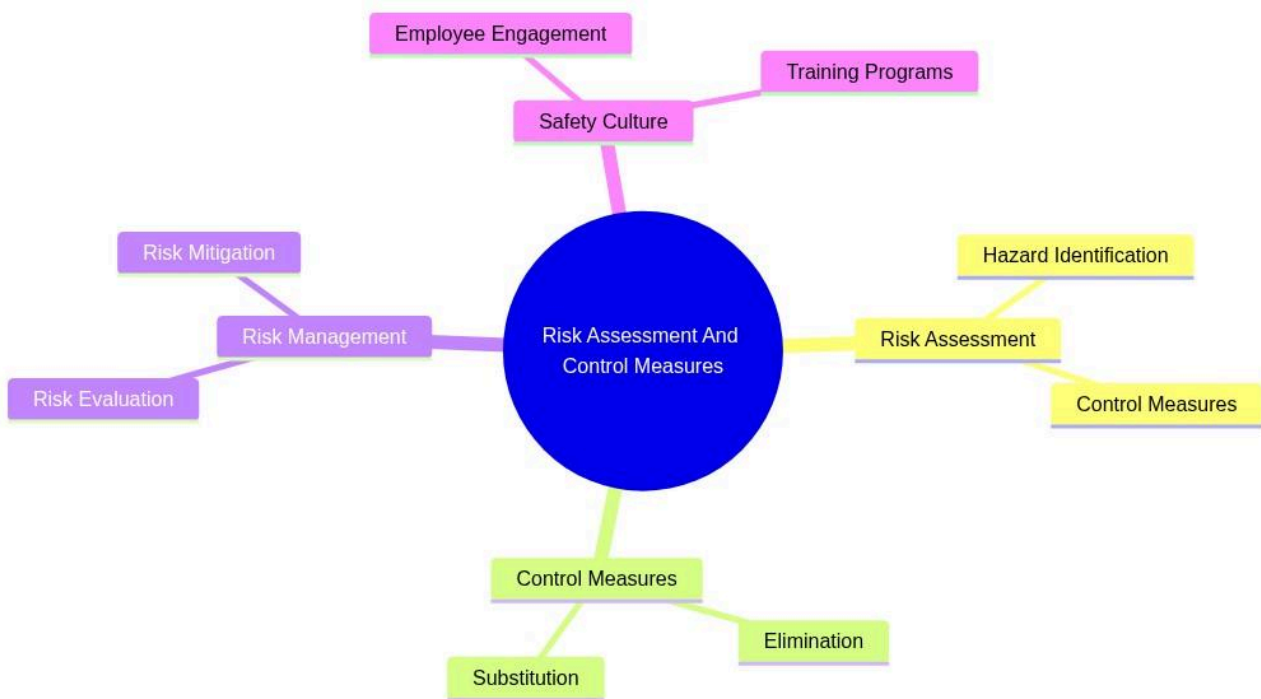 Employee Engagement
Training Programs
Safety Culture
Risk Mitigation
Hazard Identification
Risk Management
Risk Assessment And
Control Measures
Risk Assessment
Risk Evaluation
Control Measures
Control Measures
Elimination
Substitution